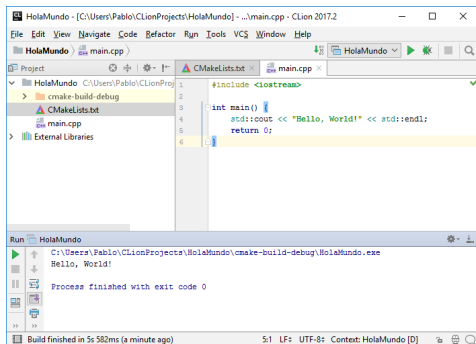 HolaMundo - [C:\Users\Pablo\CLionProjects\HolaMundo] - ...\main.cpp - CLion 2017.2
File Edit View Navigate Code Refactor Run Tools VCS Window Help
HolaMundo main.cpp HolaMundo
Project CMakeLists.txt main.cpp
HolaMundo C:\Users\Pablo\CLionProj
cmake-build-debug
CMakeLists.txt
main.cpp
External Libraries
1 #include <iostream>
2
3 int main() {
4 std::cout << "Hello, World!" << std::endl;
5 return 0;
6 }
Run HolaMundo
C:\Users\Pablo\CLionProjects\HolaMundo\cmake-build-debug\HolaMundo.exe
Hello, World!
Process finished with exit code 0
Build finished in 5s 582ms (a minute ago) 5:1 LF÷ UTF-8÷ Context: HolaMundo [D]